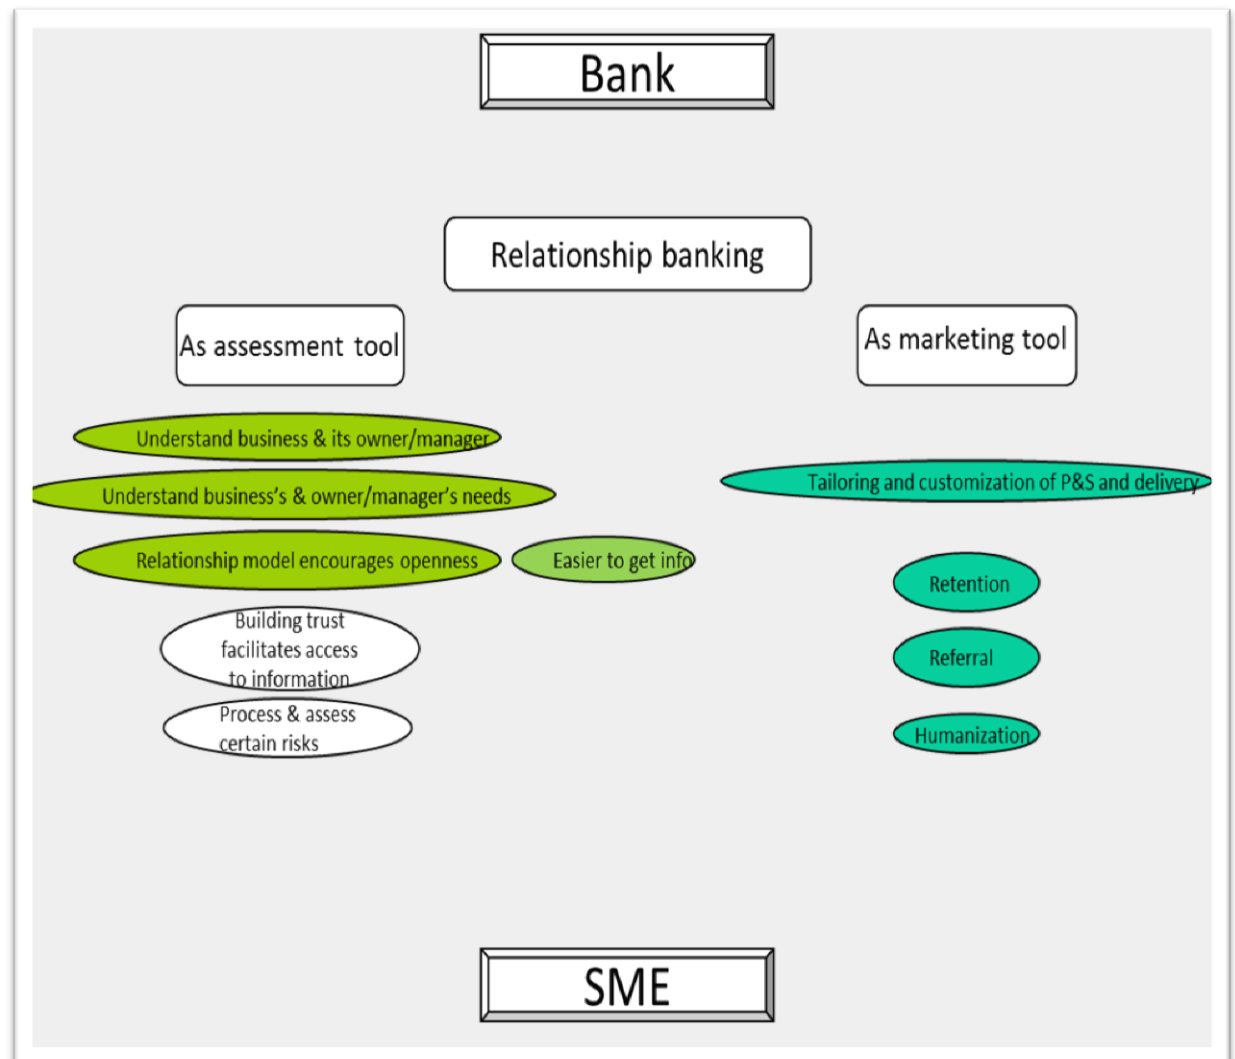 Bank
Relationship banking
As assessment tool
As marketing tool
Understand business & its owner/manager
Understand business's & owner/manager's needs
Tailoring and customization of P&S and delivery
Relationship model encourages openness
Easier to get info
Retention
Building trust
facilitates access
to information
Referral
Process & assess
certain risks
Humanization
SME